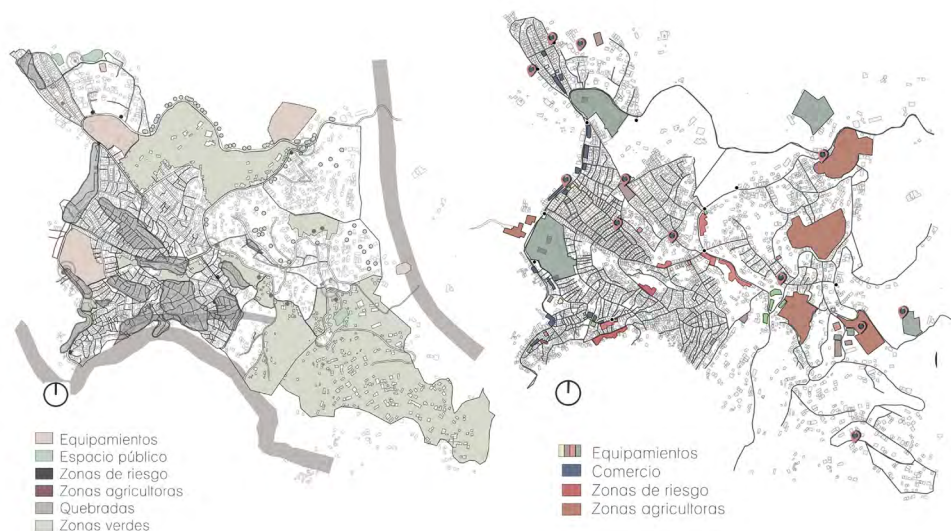 Equipamientos
Espacio público
Zonas de riesgo
Zonas agricultoras
Quebradas
Zonas verdes
Equipamientos
Comercio
Zonas de riesgo
Zonas agricultoras